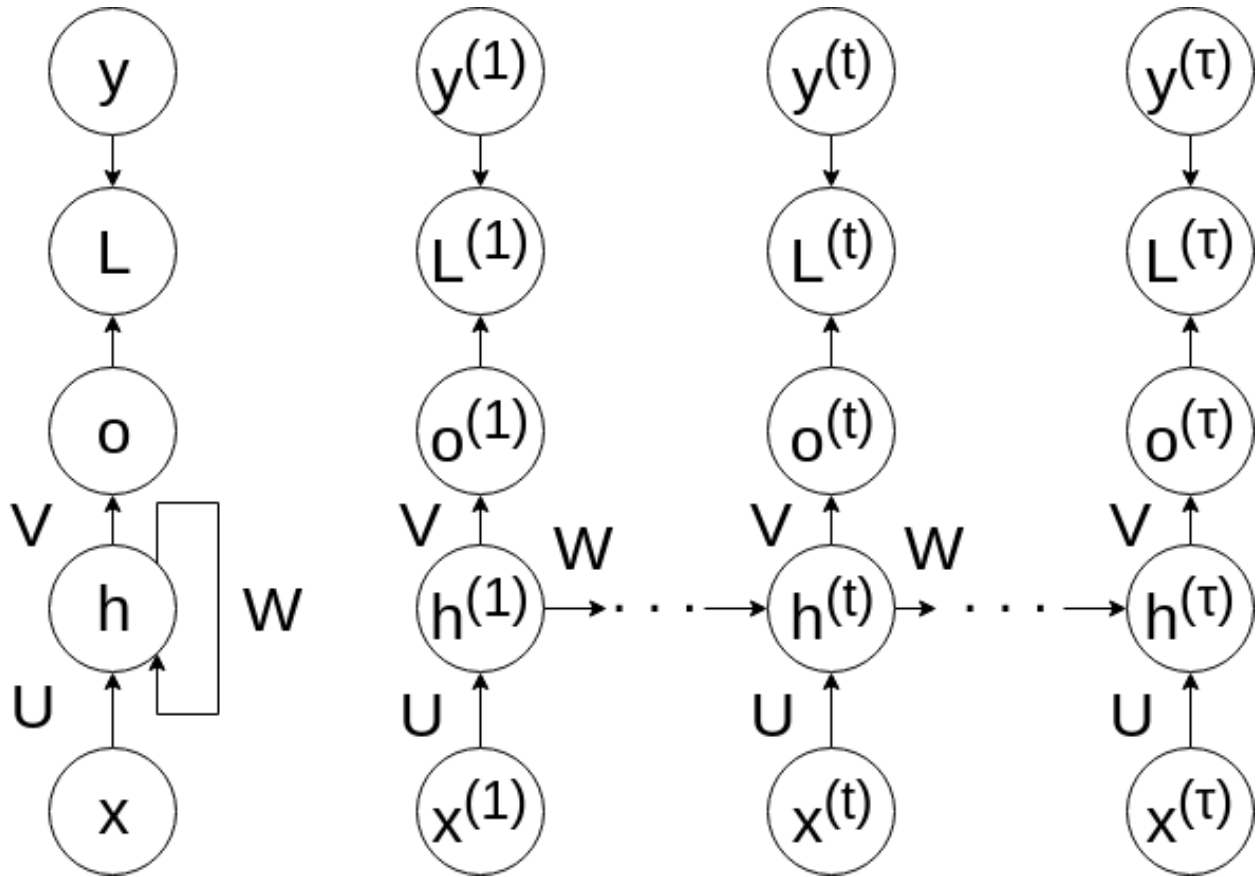 y y(1) y(t) y(τ)
L L(1) L(t) L(τ)
o o(1) o(t) o(τ)
V V V V
W W
h W h(1) · · · h(t) · · · h(τ)
U U U U
x x(1) x(t) x(τ)